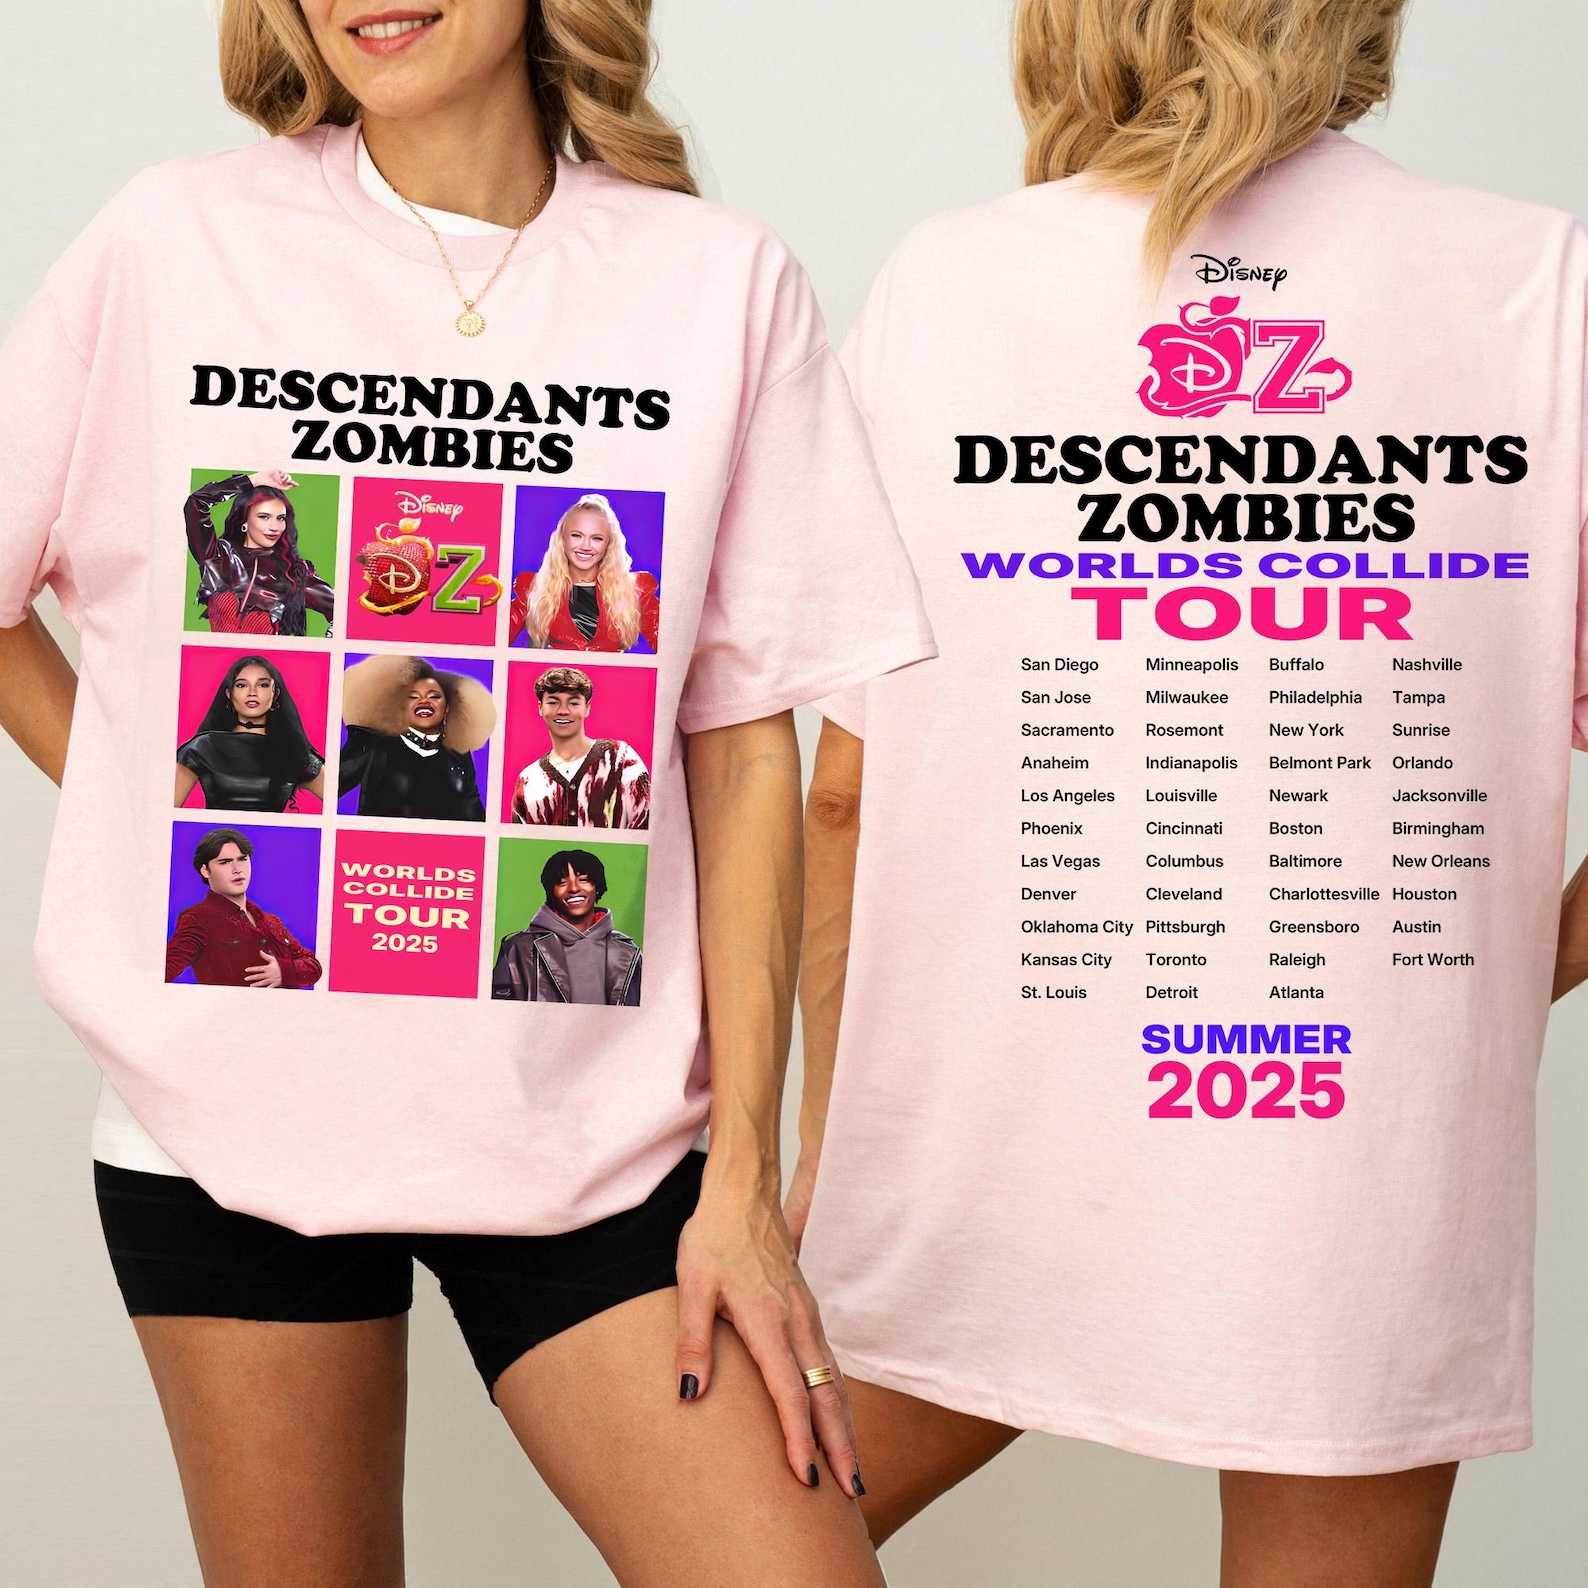 DESCENDANTS
ZOMBIES
DISNEY
D Z
WORLDS
COLLIDE
TOUR
2025
DISNEY
D Z
DESCENDANTS
ZOMBIES
WORLDS COLLIDE
TOUR
San Diego Minneapolis Buffalo Nashville
San Jose Milwaukee Philadelphia Tampa
Sacramento Rosemont New York Sunrise
Anaheim Indianapolis Belmont Park Orlando
Los Angeles Louisville Newark Jacksonville
Phoenix Cincinnati Boston Birmingham
Las Vegas Columbus Baltimore New Orleans
Denver Cleveland Charlottesville Houston
Oklahoma City Pittsburgh Greensboro Austin
Kansas City Toronto Raleigh Fort Worth
St. Louis Detroit Atlanta
SUMMER
2025